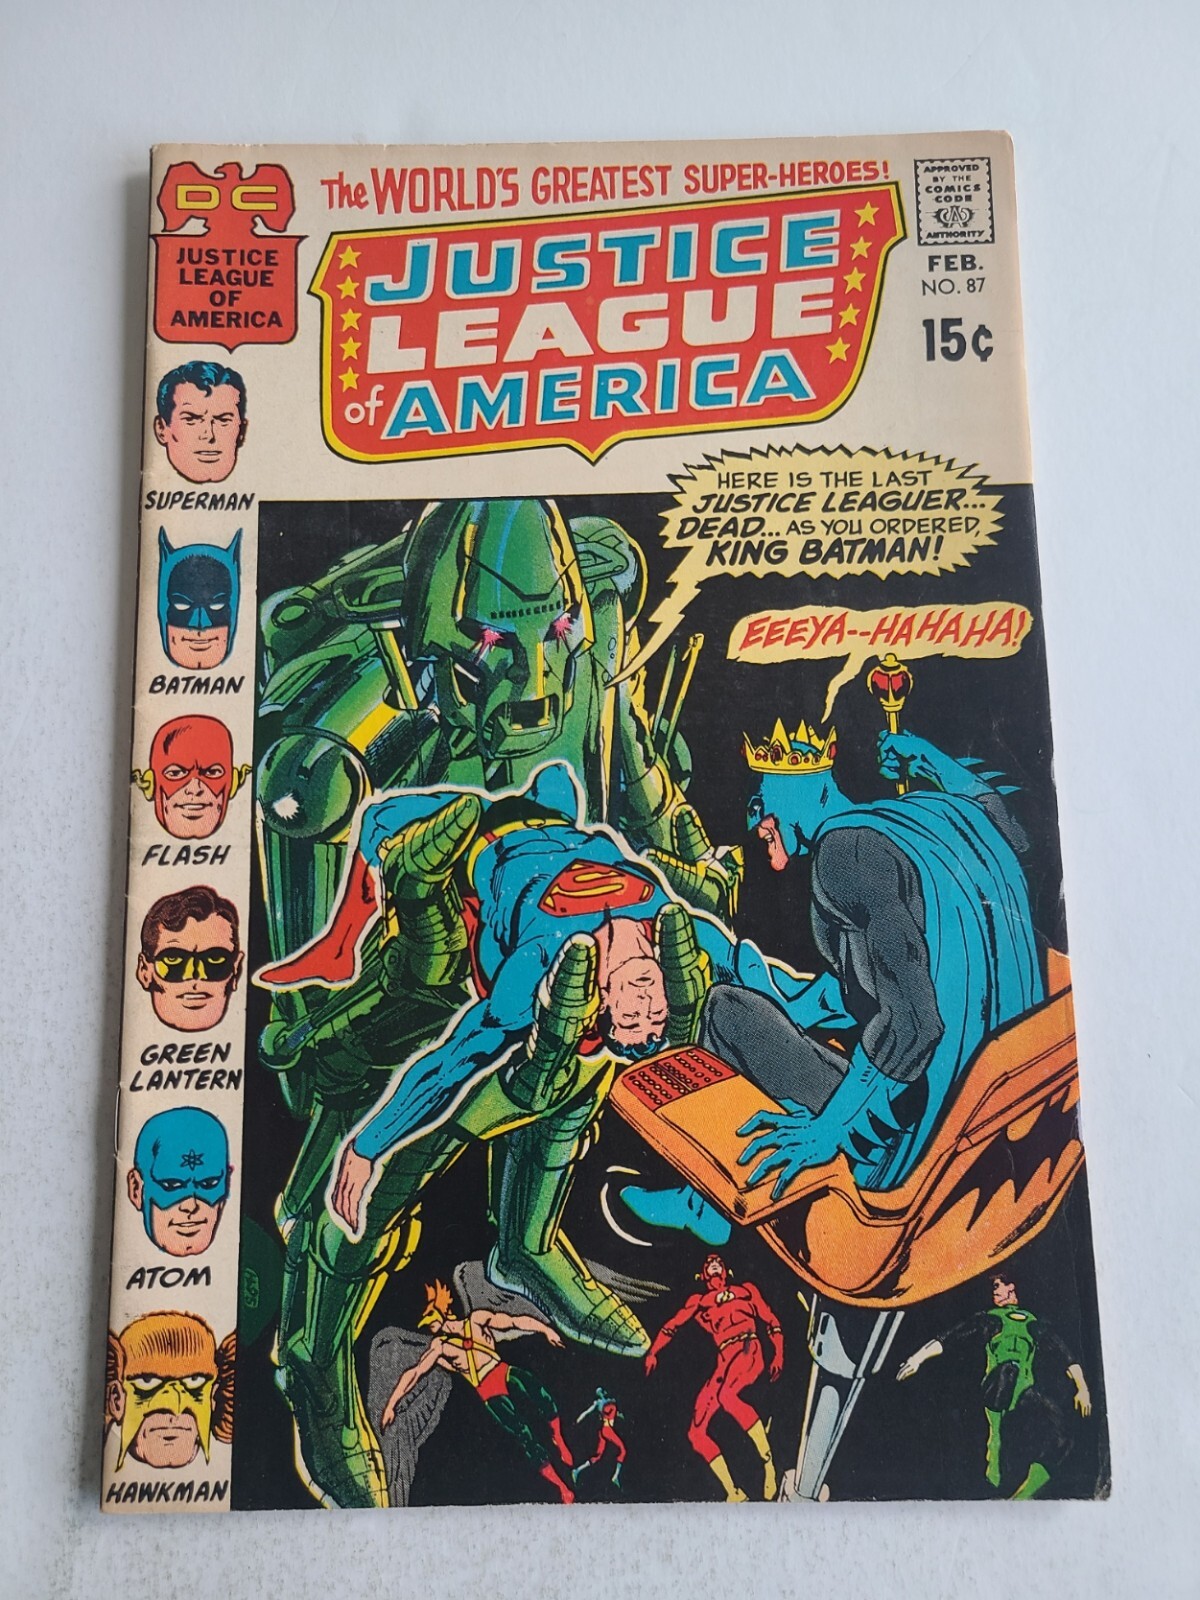 DC
JUSTICE
LEAGUE
OF
AMERICA
The WORLD'S GREATEST SUPER-HEROES!
JUSTICE
LEAGUE
of AMERICA
APPROVED
BY THE
COMICS
CODE
CA
AUTHORITY
FEB.
NO. 87
15¢
SUPERMAN
BATMAN
FLASH
GREEN
LANTERN
ATOM
HAWKMAN
HERE IS THE LAST
JUSTICE LEAGUER...
DEAD... AS YOU ORDERED,
KING BATMAN!
EEEYA--HAHAHA!
S